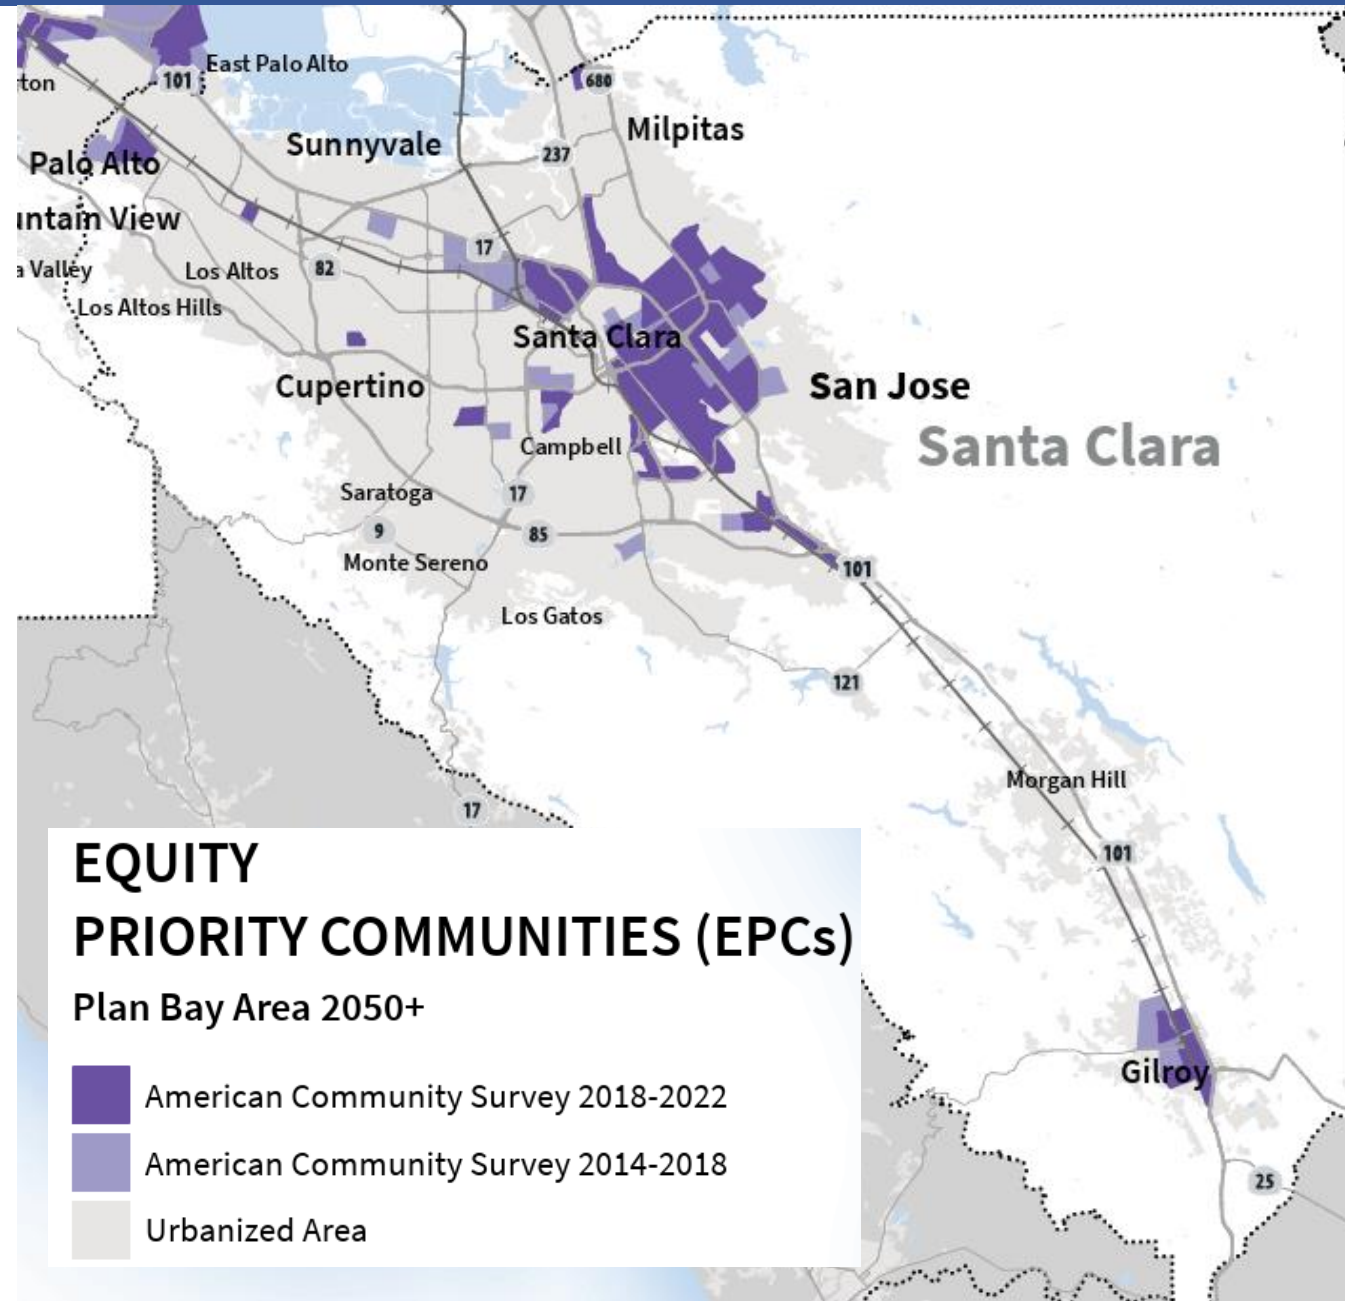 East Palo Alto
101
ton
680
Milpitas
Sunnyvale
237
Palo Alto
untain View
17
a Valley
Los Altos
82
Los Altos Hills
Santa Clara
Cupertino
San Jose
Santa Clara
Campbell
Saratoga
17
9
85
Monte Sereno
101
Los Gatos
121
Morgan Hill
17
101
EQUITY
PRIORITY COMMUNITIES (EPCs)
Plan Bay Area 2050+
American Community Survey 2018-2022
American Community Survey 2014-2018
Urbanized Area
Gilroy
25